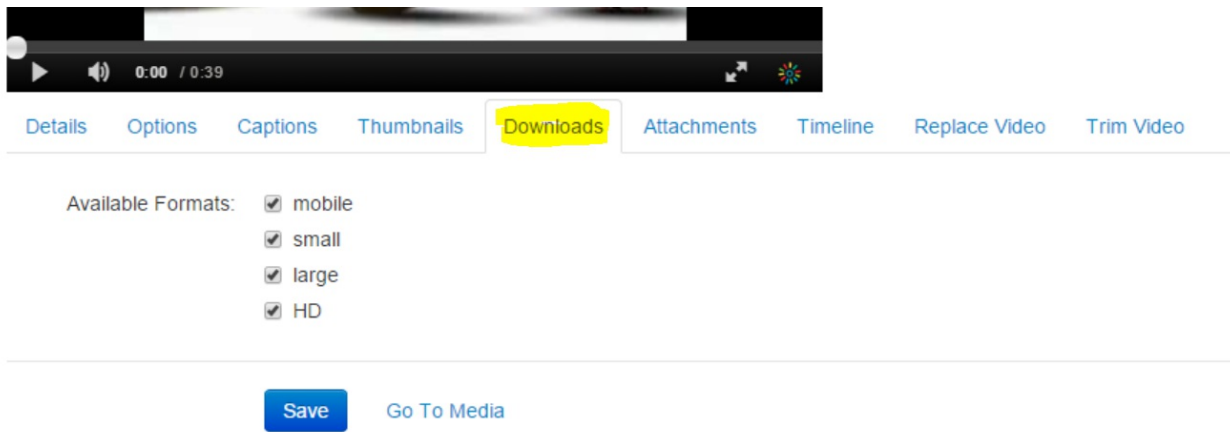 0:00 / 0:39
Details Options Captions Thumbnails Downloads Attachments Timeline Replace Video Trim Video
Available Formats: mobile
small
large
HD
Save Go To Media